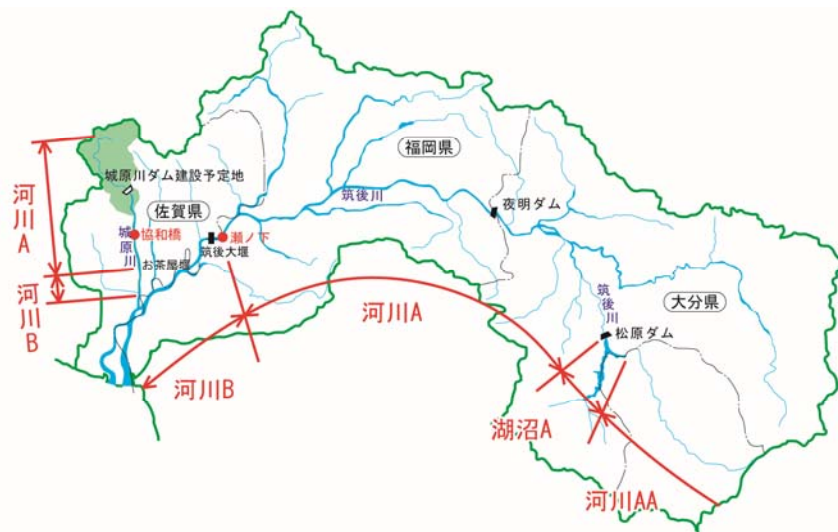 福岡県
城原川ダム建設予定地
筑後川
夜明ダム
佐賀県
河川A
城原川
協和橋
瀬ノ下
筑後大堰
お茶屋堰
河川B
筑後川
大分県
松原ダム
河川A
河川B
湖沼A
河川AA